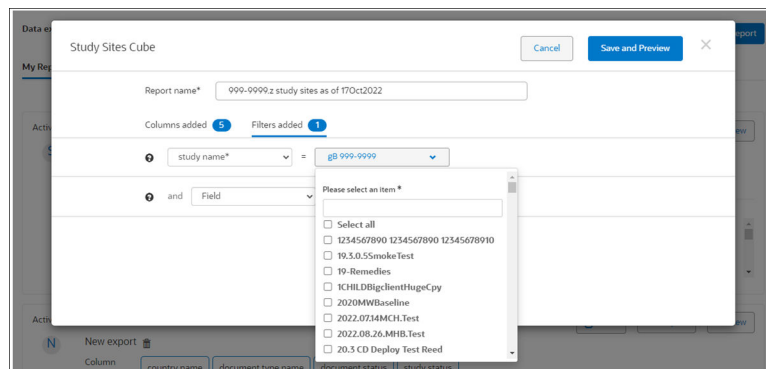 Data ex
port
Study Sites Cube
Cancel
Save and Preview
My Rep
Report name*
999-9999.z study sites as of 17Oct2022
Columns added 5
Filters added 1
Activ
ew
S
study name* = gB 999-9999
and Field
Please select an item *
Select all
1234567890 1234567890 12345678910
19.3.0.5SmokeTest
19-Remedies
1CHILDBigclientHugeCpy
2020MWBaseline
2022.07.14MCH.Test
2022.08.26.MHB.Test
20.3 CD Deploy Test Reed
Activ
ew
N New export
Column
country name
document type name
document status
study status